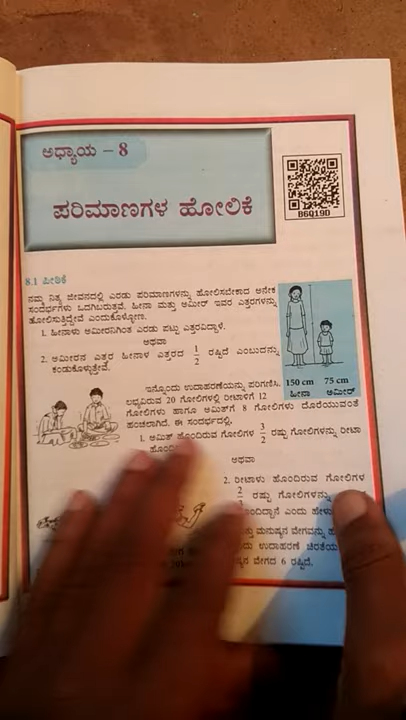 ಅಧ್ಯಾಯ – 8
ಪರಿಮಾಣಗಳ ಹೋಲಿಕೆ
B6Q19D
8.1 ಪೀಠಿಕೆ
ನಮ್ಮ ನಿತ್ಯ ಜೀವನದಲ್ಲಿ ಎರಡು ಪರಿಮಾಣಗಳನ್ನು ಹೋಲಿಸಬೇಕಾದ ಅನೇಕ
ಸಂದರ್ಭಗಳು ಒದಗಿಬರುತ್ತವೆ. ಹೀನಾ ಮತ್ತು ಅಮೀರ್ ಇವರ ಎತ್ತರಗಳನ್ನು
ಹೋಲಿಸುತ್ತಿದ್ದೇವೆ ಎಂದುಕೊಳ್ಳೋಣ.
1. ಹೀನಾಳು ಅಮೀರನಿಗಿಂತ ಎರಡು ಪಟ್ಟು ಎತ್ತರವಿದ್ದಾಳೆ.
ಅಥವಾ
2. ಅಮೀರನ ಎತ್ತರ ಹೀನಾಳ ಎತ್ತರದ 1/2 ರಷ್ಟಿದೆ ಎಂಬುದನ್ನು
ಕಂಡುಕೊಳ್ಳುತ್ತೇವೆ.
150 cm 75 cm
ಹೀನಾ ಅಮೀರ್
ಇನ್ನೊಂದು ಉದಾಹರಣೆಯನ್ನು ಪರಿಗಣಿಸಿ.
ಲಭ್ಯವಿರುವ 20 ಗೋಲಿಗಳಲ್ಲಿ ರೀಟಾಳಿಗೆ 12
ಗೋಲಿಗಳು ಹಾಗೂ ಅಮಿತ್‌ಗೆ 8 ಗೋಲಿಗಳು ದೊರೆಯುವಂತೆ
ಹಂಚಲಾಗಿದೆ. ಈ ಸಂದರ್ಭದಲ್ಲಿ,
1. ಅಮಿತ್ ಹೊಂದಿರುವ ಗೋಲಿಗಳ 3/2 ರಷ್ಟು ಗೋಲಿಗಳನ್ನು ರೀಟಾ
ಅಥವಾ
2. ರೀಟಾಳು ಹೊಂದಿರುವ ಗೋಲಿಗಳ
ರಷ್ಟು ಗೋಲಿಗಳನ್ನು
ಎಂದು
ಮನುಷ್ಯನ ವೇಗವನ್ನು
ಉದಾಹರಣೆ
ವೇಗದ 6 ರಷ್ಟಿದೆ.